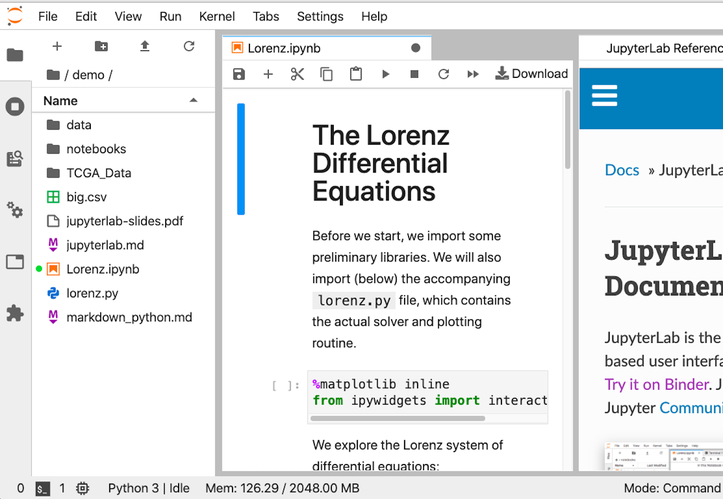 File Edit View Run Kernel Tabs Settings Help
Lorenz.ipynb
JupyterLab Referenc
/ demo /
Download
Name
data
notebooks
TCGA_Data
big.csv
jupyterlab-slides.pdf
jupyterlab.md
Lorenz.ipynb
lorenz.py
markdown_python.md
The Lorenz
Differential
Equations
Before we start, we import some
preliminary libraries. We will also
import (below) the accompanying
lorenz.py file, which contains
the actual solver and plotting
routine.
[ ]:
%matplotlib inline
from ipywidgets import interact
We explore the Lorenz system of
differential equations:
Docs » JupyterLa
JupyterL
Documen
JupyterLab is the
based user interfa
Try it on Binder. J
Jupyter Communi
0 $_ 1 Python 3 | Idle Mem: 126.29 / 2048.00 MB Mode: Command